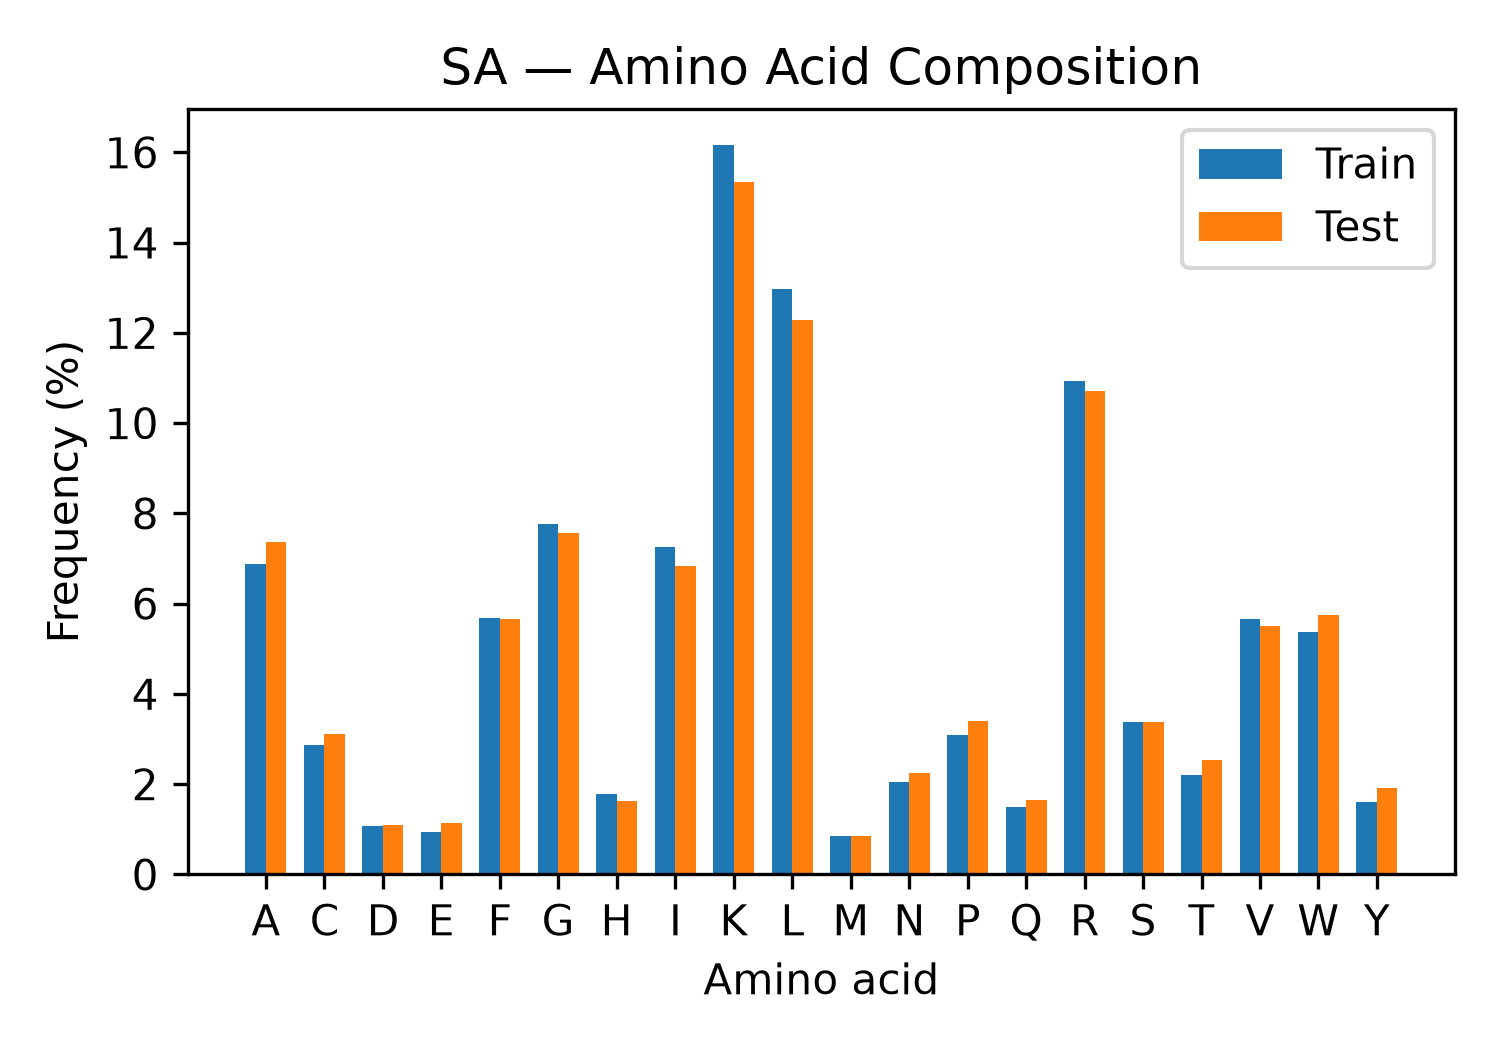 SA — Amino Acid Composition
Train
Test
Frequency (%)
16
14
12
10
8
6
4
2
0
A C D E F G H I K L M N P Q R S T V W Y
Amino acid